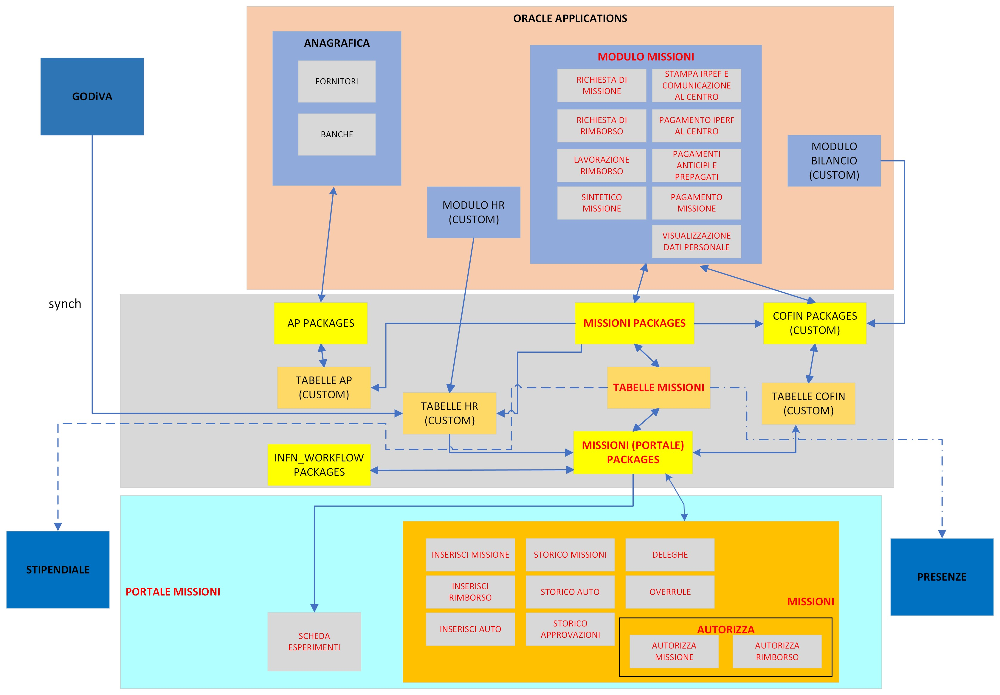 ORACLE APPLICATIONS
ANAGRAFICA
FORNITORI
BANCHE
GODiVA
MODULO MISSIONI
RICHIESTA DI
MISSIONE
STAMPA IRPEF E
COMUNICAZIONE
AL CENTRO
RICHIESTA DI
RIMBORSO
PAGAMENTO IPERF
AL CENTRO
LAVORAZIONE
RIMBORSO
PAGAMENTI
ANTICIPI E
PREPAGATI
SINTETICO
MISSIONE
PAGAMENTO
MISSIONE
VISUALIZZAZIONE
DATI PERSONALE
MODULO
BILANCIO
(CUSTOM)
MODULO HR
(CUSTOM)
synch
AP PACKAGES
MISSIONI PACKAGES
COFIN PACKAGES
(CUSTOM)
TABELLE AP
(CUSTOM)
TABELLE HR
(CUSTOM)
TABELLE MISSIONI
TABELLE COFIN
(CUSTOM)
INFN_WORKFLOW
PACKAGES
MISSIONI (PORTALE)
PACKAGES
STIPENDIALE
PORTALE MISSIONI
SCHEDA
ESPERIMENTI
INSERISCI MISSIONE
STORICO MISSIONI
DELEGHE
INSERISCI
RIMBORSO
STORICO AUTO
OVERRULE
MISSIONI
INSERISCI AUTO
STORICO
APPROVAZIONI
AUTORIZZA
AUTORIZZA
MISSIONE
AUTORIZZA
RIMBORSO
PRESENZE